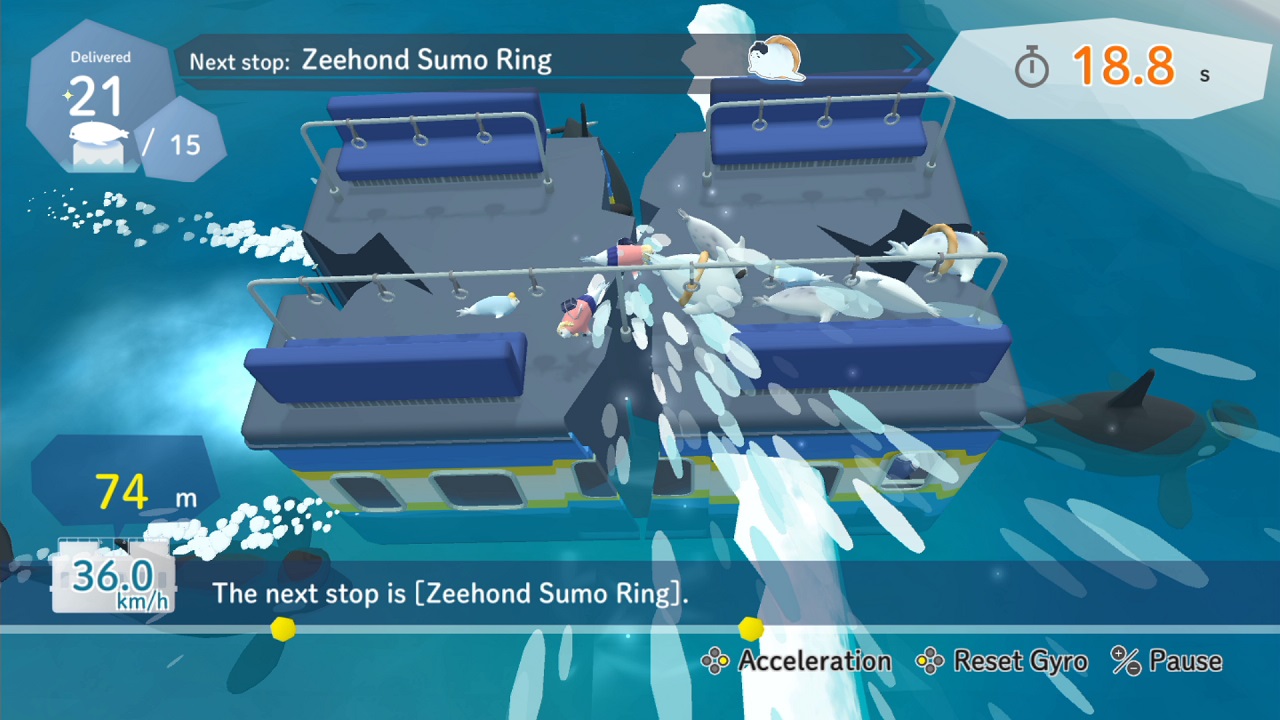 Delivered
21
/ 15
Next stop: Zeehond Sumo Ring
18.8 s
74 m
36.0
km/h
The next stop is [Zeehond Sumo Ring].
Acceleration Reset Gyro Pause